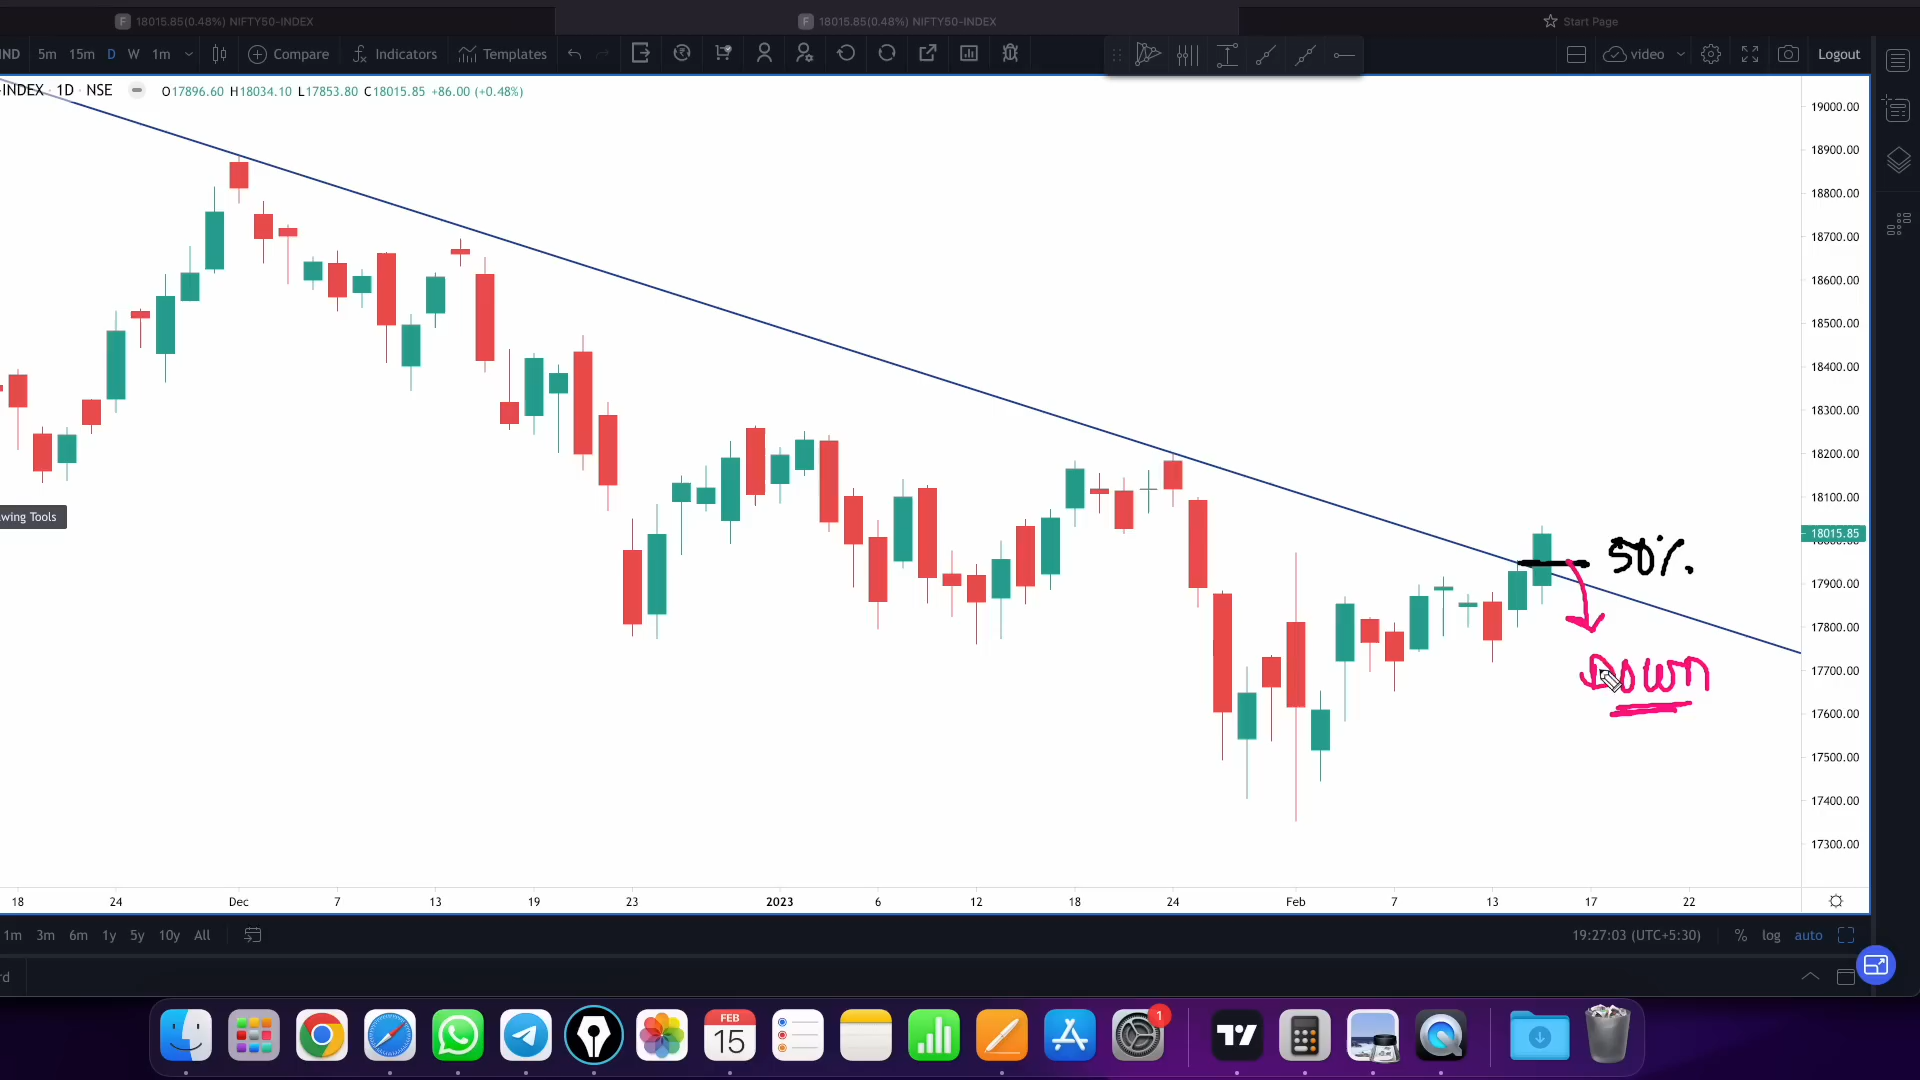 18015.85(0.48%) NIFTY50-INDEX
18015.85(0.48%) NIFTY50-INDEX
Start Page
IND 5m 15m D W 1m Compare Indicators Templates video Logout
-INDEX · 1D · NSE O17896.60 H18034.10 L17853.80 C18015.85 +86.00 (+0.48%)
19000.00
18900.00
18800.00
18700.00
18600.00
18500.00
18400.00
18300.00
18200.00
18100.00
awing Tools
18015.85
50%.
17900.00
17800.00
Down
17700.00
17600.00
17500.00
17400.00
17300.00
18 24 Dec 7 13 19 23 2023 6 12 18 24 Feb 7 13 17 22
1m 3m 6m 1y 5y 10y All 19:27:03 (UTC+5:30) % log auto
rd
FEB
15
1